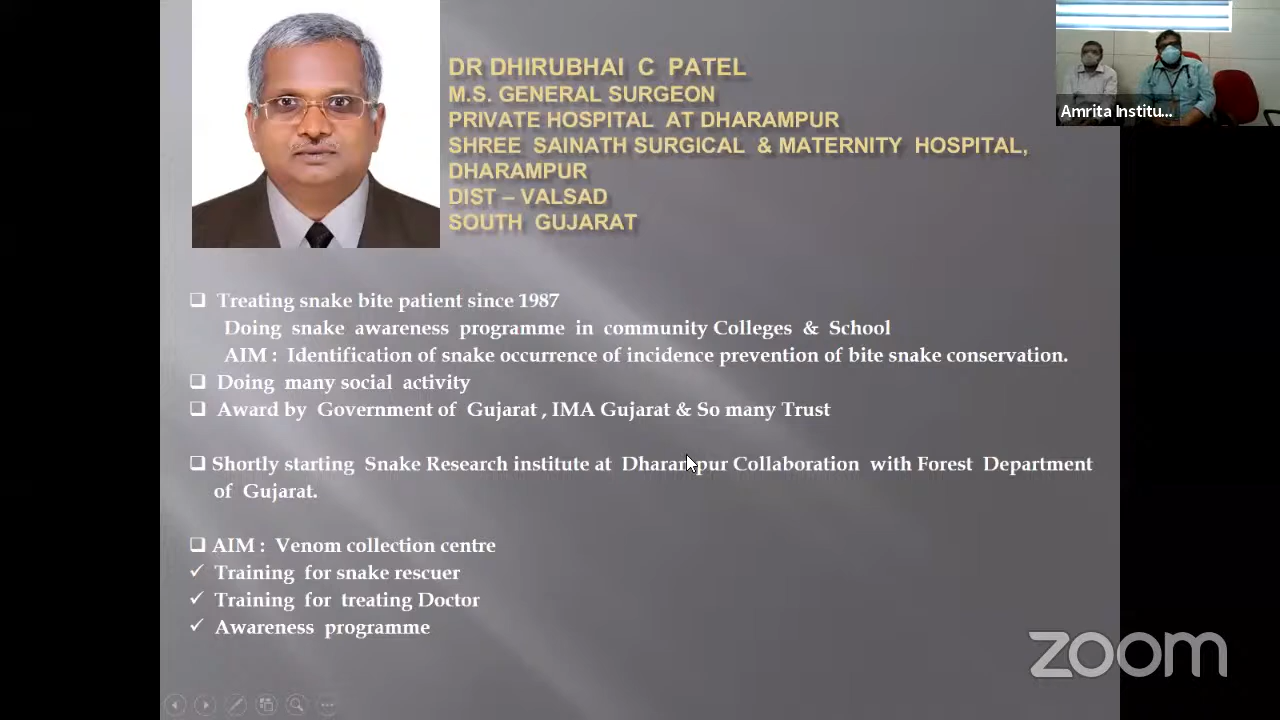 DR DHIRUBHAI C PATEL
M.S. GENERAL SURGEON
PRIVATE HOSPITAL AT DHARAMPUR
SHREE SAINATH SURGICAL & MATERNITY HOSPITAL,
DHARAMPUR
DIST – VALSAD
SOUTH GUJARAT
Amrita Institu...
Treating snake bite patient since 1987
Doing snake awareness programme in community Colleges & School
AIM : Identification of snake occurrence of incidence prevention of bite snake conservation.
Doing many social activity
Award by Government of Gujarat , IMA Gujarat & So many Trust
Shortly starting Snake Research institute at Dharampur Collaboration with Forest Department
of Gujarat.
AIM : Venom collection centre
Training for snake rescuer
Training for treating Doctor
Awareness programme
zoom